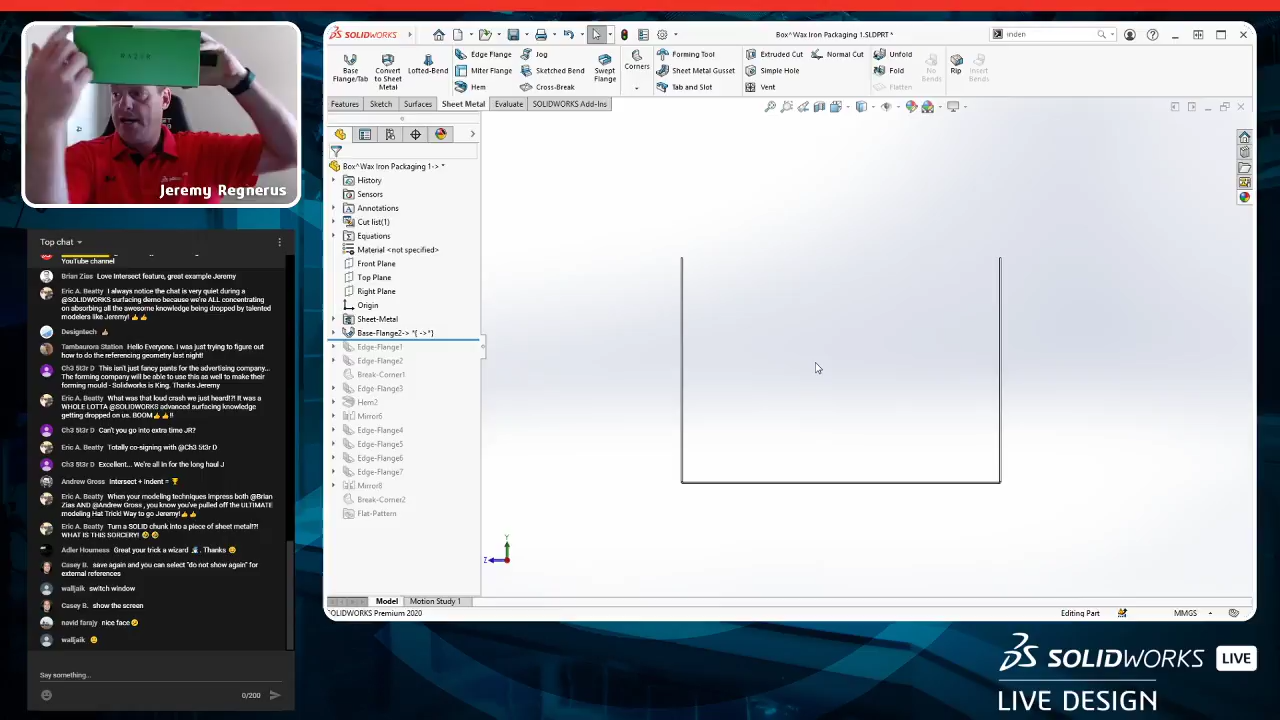 Jeremy Regnerus
Top chat
YouTube channel
Brian Zias Love Intersect feature, great example Jeremy
Eric A. Beatty I always notice the chat is very quiet during a
@SOLIDWORKS surfacing demo because we're ALL concentrating
on absorbing all the awesome knowledge being dropped by talented
modelers like Jeremy!
Designtech
Tambaurora Storage Hello Everyone. I was just trying to figure out
how to do the referencing geometry last night!
Ch3 5t3r D This isn't just fancy pants for the advertising company...
The forming company will be able to use this as well to make their
forming mould - Solidworks is King. Thanks Jeremy
Eric A. Beatty What was that loud crash we just heard!?! It was a
WHOLE LOTTA @SOLIDWORKS advanced surfacing knowledge
getting dropped on us. BOOM !!
Ch3 5t3r D Can't you go into extra time JR?
Eric A. Beatty Totally co-signing with @Ch3 5t3r D
Ch3 5t3r D Excellent... We're all in for the long haul J
Andrew Gross Intersect + Indent =
Eric A. Beatty When your modeling techniques impress both @Brian
Zias AND @Andrew Gross , you know you've pulled off the ULTIMATE
modeling Hat Trick! Way to go Jeremy!
Eric A. Beatty Turn a SOLID chunk into a piece of sheet metal!?!
WHAT IS THIS SORCERY!
Adler Hourness Great your trick a wizard . Thanks
Casey B. save again and you can select "do not show again" for
external references
walljaik switch window
Casey B. show the screen
navid farajy nice face
walljaik
Say something...
0/200
SOLIDWORKS
Box^Wax Iron Packaging 1.SLDPRT *
inden
Base
Flange/Tab
Convert
to Sheet
Metal
Lofted-Bend
Edge Flange
Miter Flange
Hem
Jog
Sketched Bend
Cross-Break
Swept
Flange
Corners
Forming Tool
Sheet Metal Gusset
Tab and Slot
Extruded Cut
Simple Hole
Vent
Normal Cut
Unfold
Fold
Flatten
No
Bends
Rip
Insert
Bends
Features
Sketch
Surfaces
Sheet Metal
Evaluate
SOLIDWORKS Add-Ins
Box^Wax Iron Packaging 1-> *
History
Sensors
Annotations
Cut list(1)
Equations
Material <not specified>
Front Plane
Top Plane
Right Plane
Origin
Sheet-Metal
Base-Flange2-> *{ ->*}
Edge-Flange1
Edge-Flange2
Break-Corner1
Edge-Flange3
Hem2
Mirror6
Edge-Flange4
Edge-Flange5
Edge-Flange6
Edge-Flange7
Mirror8
Break-Corner2
Flat-Pattern
Y
Z
Model
Motion Study 1
SOLIDWORKS Premium 2020
Editing Part
MMGS
SOLIDWORKS LIVE
LIVE DESIGN